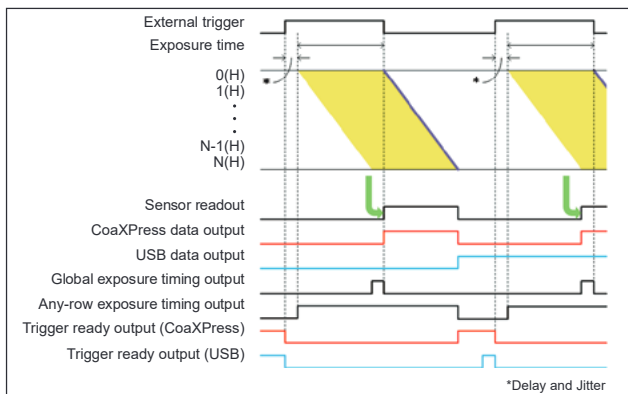 External trigger
Exposure time
*
*
0(H)
1(H)
N-1(H)
N(H)
Sensor readout
CoaXPress data output
USB data output
Global exposure timing output
Any-row exposure timing output
Trigger ready output (CoaXPress)
Trigger ready output (USB)
*Delay and Jitter